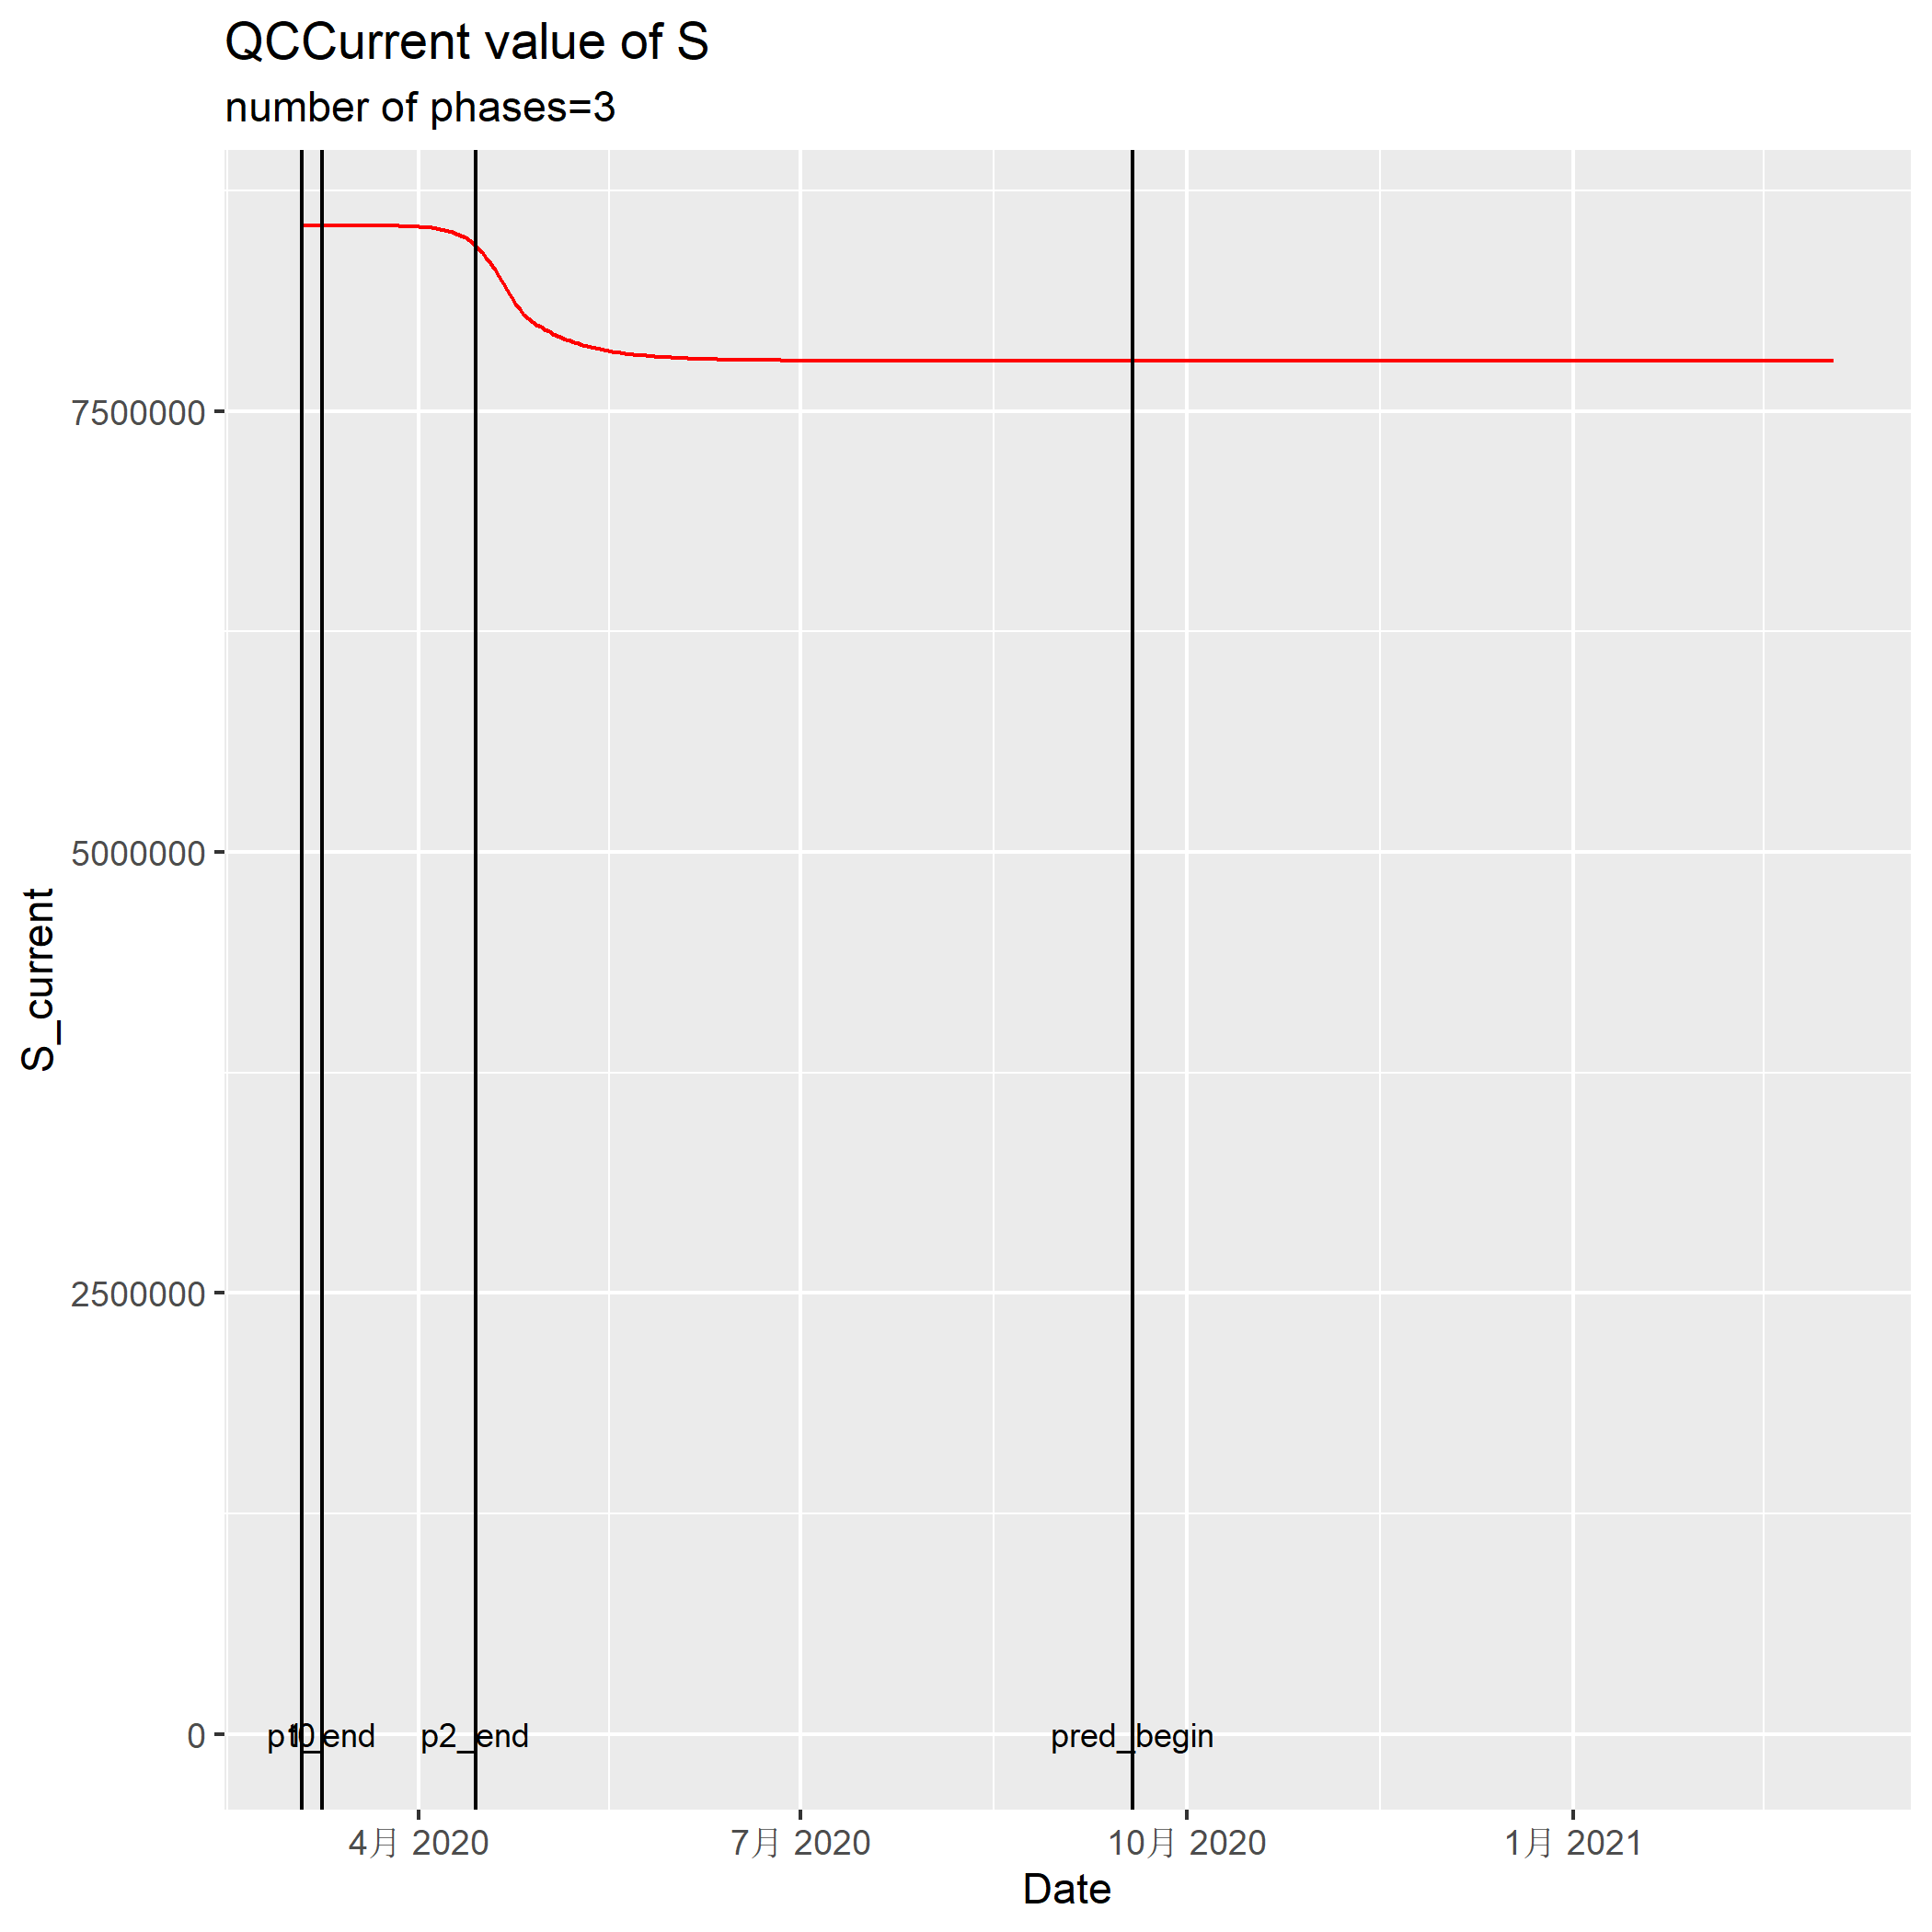 QCCurrent value of S
number of phases=3
S_current
7500000
5000000
2500000
0
p2_end
pred_begin
4月 2020
7月 2020
10月 2020
1月 2021
Date